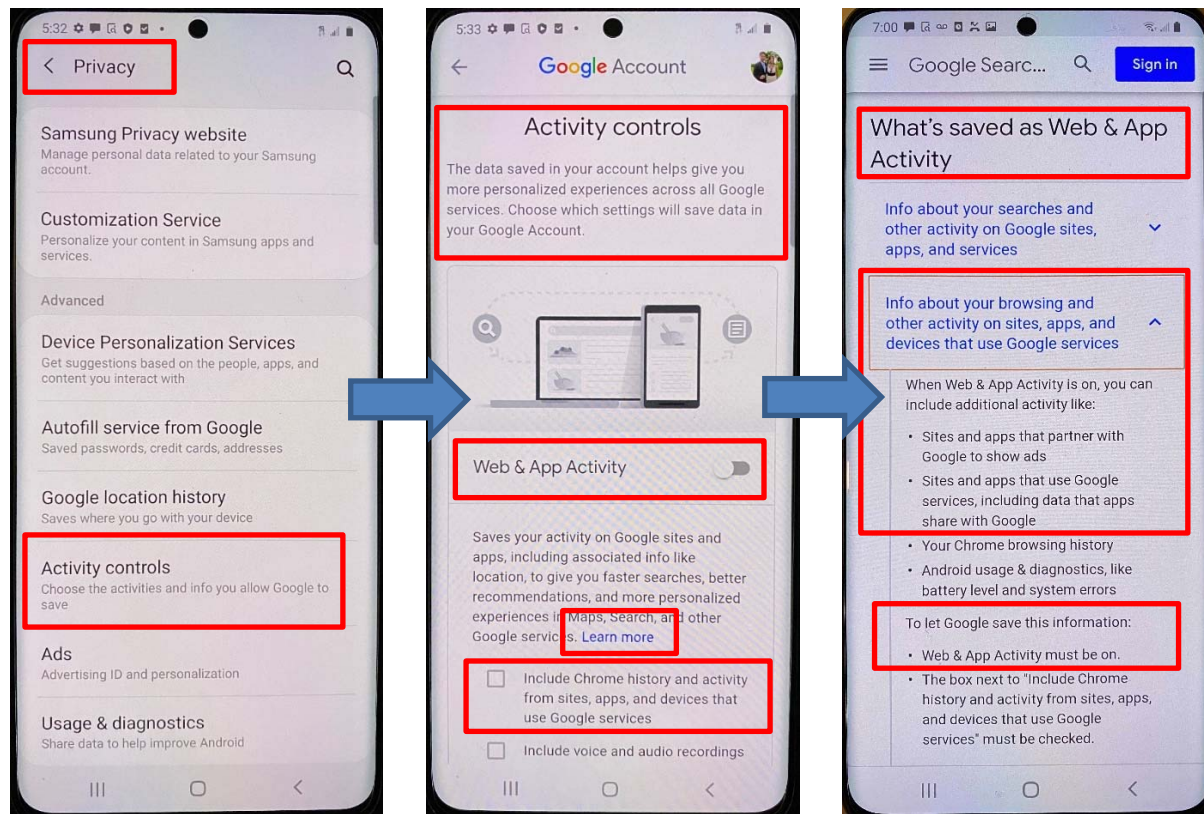 5:32
Privacy
Samsung Privacy website
Manage personal data related to your Samsung
account.
Customization Service
Personalize your content in Samsung apps and
services.
Advanced
Device Personalization Services
Get suggestions based on the people, apps, and
content you interact with
Autofill service from Google
Saved passwords, credit cards, addresses
Google location history
Saves where you go with your device
Activity controls
Choose the activities and info you allow Google to
save
Ads
Advertising ID and personalization
Usage & diagnostics
Share data to help improve Android
5:33
Google Account
Activity controls
The data saved in your account helps give you
more personalized experiences across all Google
services. Choose which settings will save data in
your Google Account.
Web & App Activity
Saves your activity on Google sites and
apps, including associated info like
location, to give you faster searches, better
recommendations, and more personalized
experiences in Maps, Search, and other
Google services. Learn more
Include Chrome history and activity
from sites, apps, and devices that
use Google services
Include voice and audio recordings
7:00
Google Searc...
Sign in
What's saved as Web & App
Activity
Info about your searches and
other activity on Google sites,
apps, and services
Info about your browsing and
other activity on sites, apps, and
devices that use Google services
When Web & App Activity is on, you can
include additional activity like:
• Sites and apps that partner with
Google to show ads
• Sites and apps that use Google
services, including data that apps
share with Google
• Your Chrome browsing history
• Android usage & diagnostics, like
battery level and system errors
To let Google save this information:
• Web & App Activity must be on.
• The box next to "Include Chrome
history and activity from sites, apps,
and devices that use Google
services" must be checked.